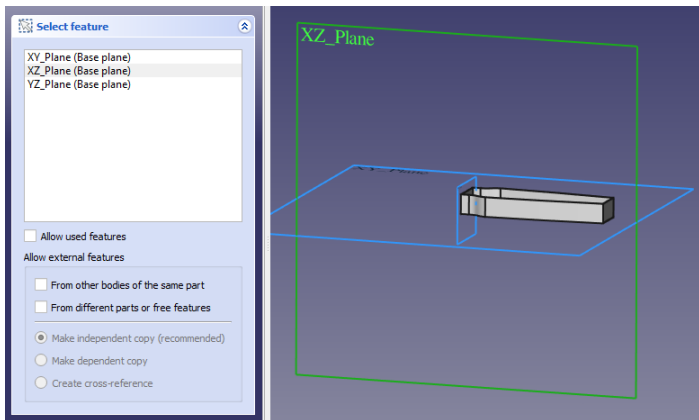 Select feature
XY_Plane (Base plane)
XZ_Plane (Base plane)
YZ_Plane (Base plane)
Allow used features
Allow external features
From other bodies of the same part
From different parts or free features
Make independent copy (recommended)
Make dependent copy
Create cross-reference
XZ_Plane